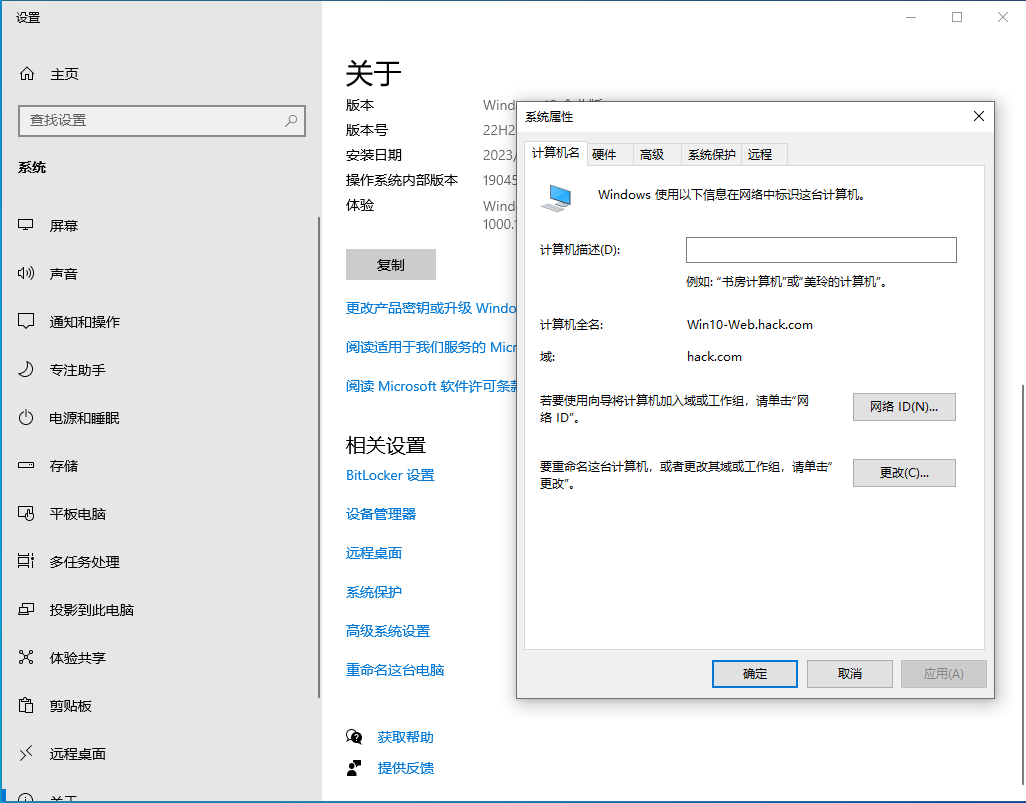 设置
主页
查找设置
系统
屏幕
声音
通知和操作
专注助手
电源和睡眠
存储
平板电脑
多任务处理
投影到此电脑
体验共享
剪贴板
远程桌面
关于
关于
版本
版本号 22H2
安装日期 2023/
操作系统内部版本 19045
体验
1000.
复制
更改产品密钥或升级 Windo
阅读适用于我们服务的 Micr
阅读 Microsoft 软件许可条款
相关设置
BitLocker 设置
设备管理器
远程桌面
系统保护
高级系统设置
重命名这台电脑
获取帮助
提供反馈
系统属性
计算机名 硬件 高级 系统保护 远程
Windows 使用以下信息在网络中标识这台计算机。
计算机描述(D):
例如: “书房计算机”或“美玲的计算机”。
计算机全名: Win10-Web.hack.com
域: hack.com
若要使用向导将计算机加入域或工作组，请单击“网
络 ID”。
网络 ID(N)...
要重命名这台计算机，或者更改其域或工作组，请单击“
更改”。
更改(C)...
确定 取消 应用(A)